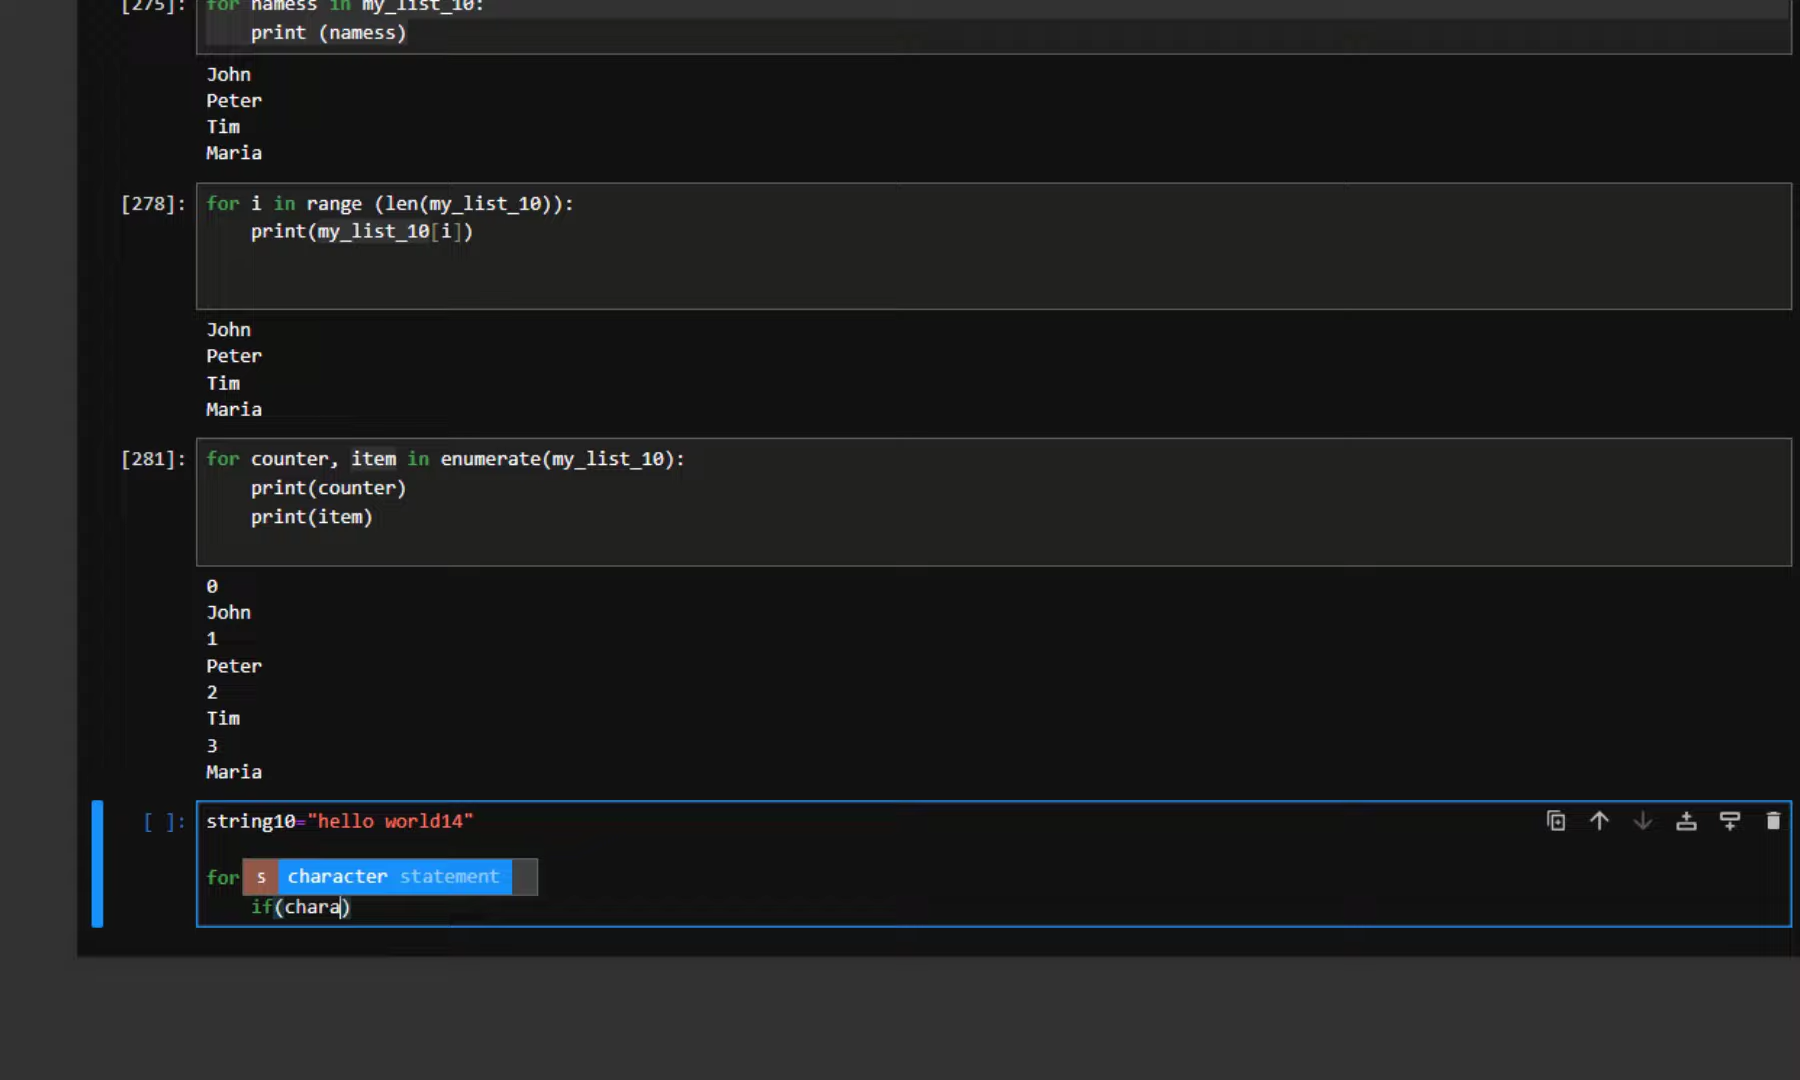 [275]: for namess in my_list_10:
print (namess)
John
Peter
Tim
Maria
[278]: for i in range (len(my_list_10)):
print(my_list_10[i])
John
Peter
Tim
Maria
[281]: for counter, item in enumerate(my_list_10):
print(counter)
print(item)
0
John
1
Peter
2
Tim
3
Maria
[ ]: string10="hello world14"
for s character statement
if(chara)